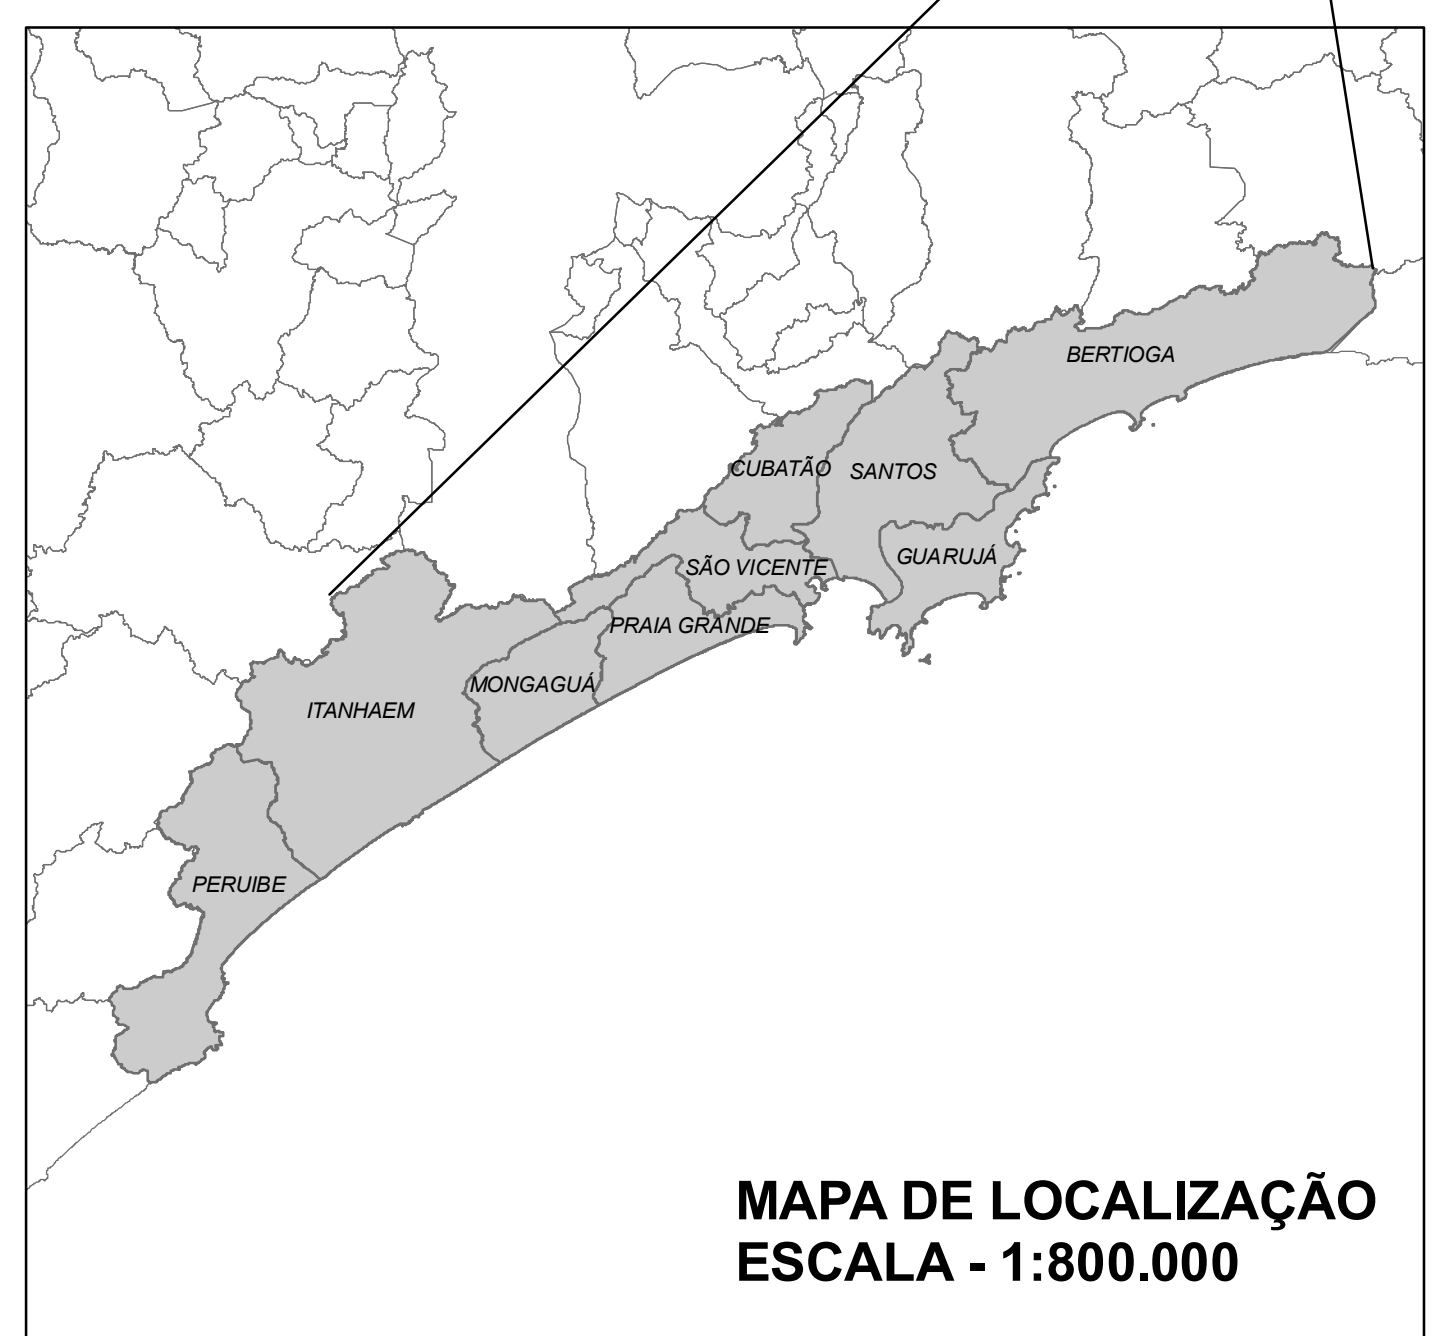 BERTIOGA
CUBATÃO
SANTOS
GUARUJÁ
SÃO VICENTE
PRAIA GRANDE
MONGAGUÁ
ITANHAEM
PERUIBE
MAPA DE LOCALIZAÇÃO
ESCALA - 1:800.000